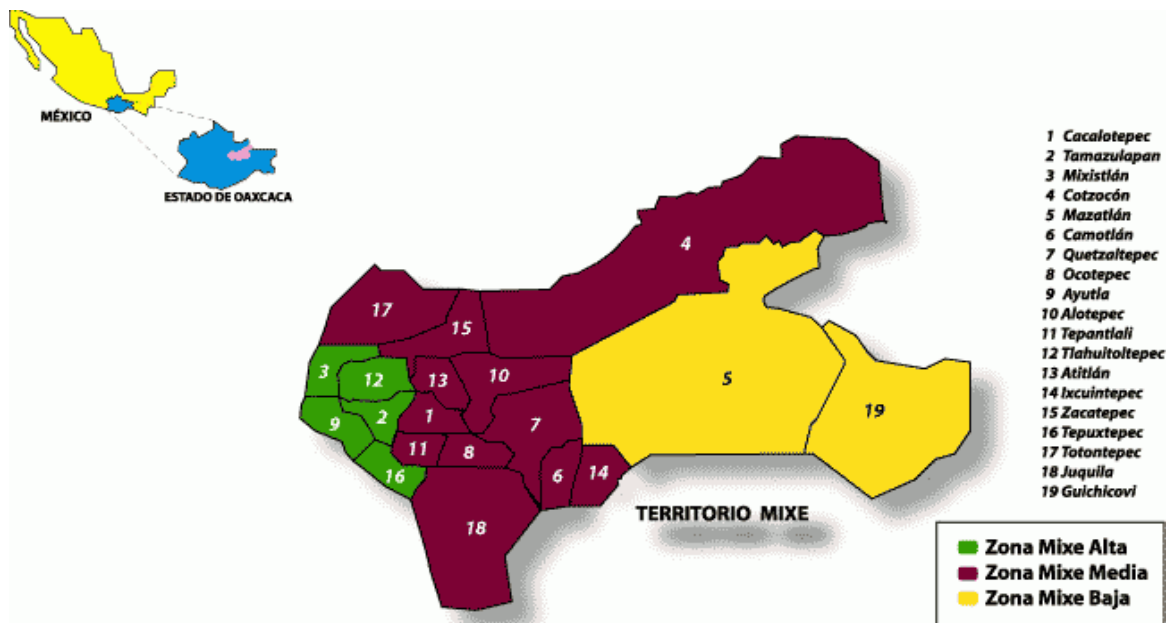 MÉXICO
ESTADO DE OAXCACA
1 Cacalotepec
2 Tamazulapan
3 Mixistlán
4 Cotzocón
5 Mazatlán
6 Camotlán
7 Quetzaltepec
8 Ocotepec
9 Ayutla
10 Alotepec
11 Tepantlali
12 Tlahuitoltepec
13 Atitlán
14 Ixcuintepec
15 Zacatepec
16 Tepuxtepec
17 Totontepec
18 Juquila
19 Guichicovi
4
17
15
3
12
13
10
5
19
9
2
1
7
11
8
16
6
14
18
TERRITORIO MIXE
Zona Mixe Alta
Zona Mixe Media
Zona Mixe Baja